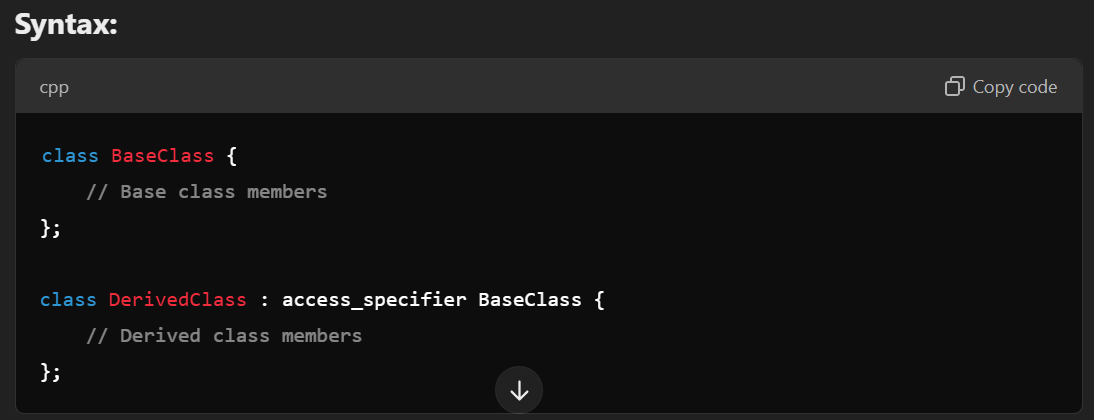 Syntax:
cpp
Copy code
class BaseClass {
    // Base class members
};
class DerivedClass : access_specifier BaseClass {
    // Derived class members
};